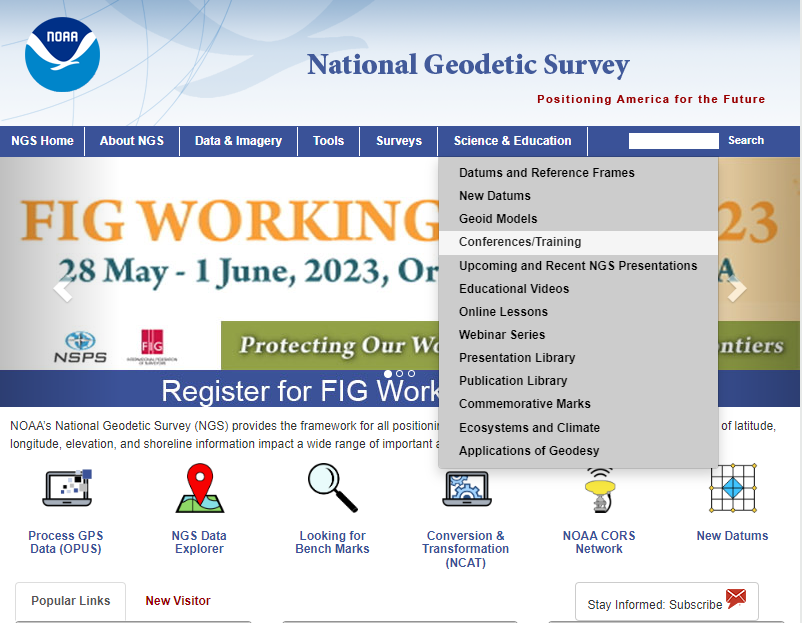 NOAA
National Geodetic Survey
Positioning America for the Future
NGS Home About NGS Data & Imagery Tools Surveys Science & Education Search
Datums and Reference Frames
New Datums
Geoid Models
Conferences/Training
Upcoming and Recent NGS Presentations
Educational Videos
Online Lessons
Webinar Series
Presentation Library
Publication Library
Commemorative Marks
Ecosystems and Climate
Applications of Geodesy
FIG WORKING 23
28 May - 1 June, 2023, Or A
NSPS FIG
Protecting Our Wo ntiers
Register for FIG Work
NOAA's National Geodetic Survey (NGS) provides the framework for all positionin of latitude,
longitude, elevation, and shoreline information impact a wide range of important a
Process GPS
Data (OPUS)
NGS Data
Explorer
Looking for
Bench Marks
Conversion &
Transformation
(NCAT)
NOAA CORS
Network
New Datums
Popular Links New Visitor
Stay Informed: Subscribe